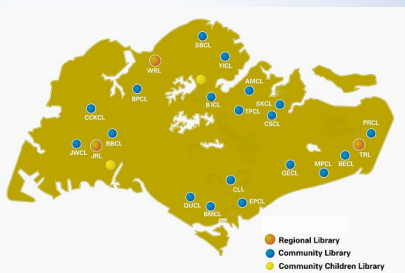 SBCL
YICL
WRL
AMCL
BPCL
BICL
SKCL
TPCL
CSCL
CCKCL
PRCL
BBCL
JWCL
JRL
TRL
BECL
MPCL
GECL
CLL
QUCL
BMCL
EPCL
Regional Library
Community Library
Community Children Library